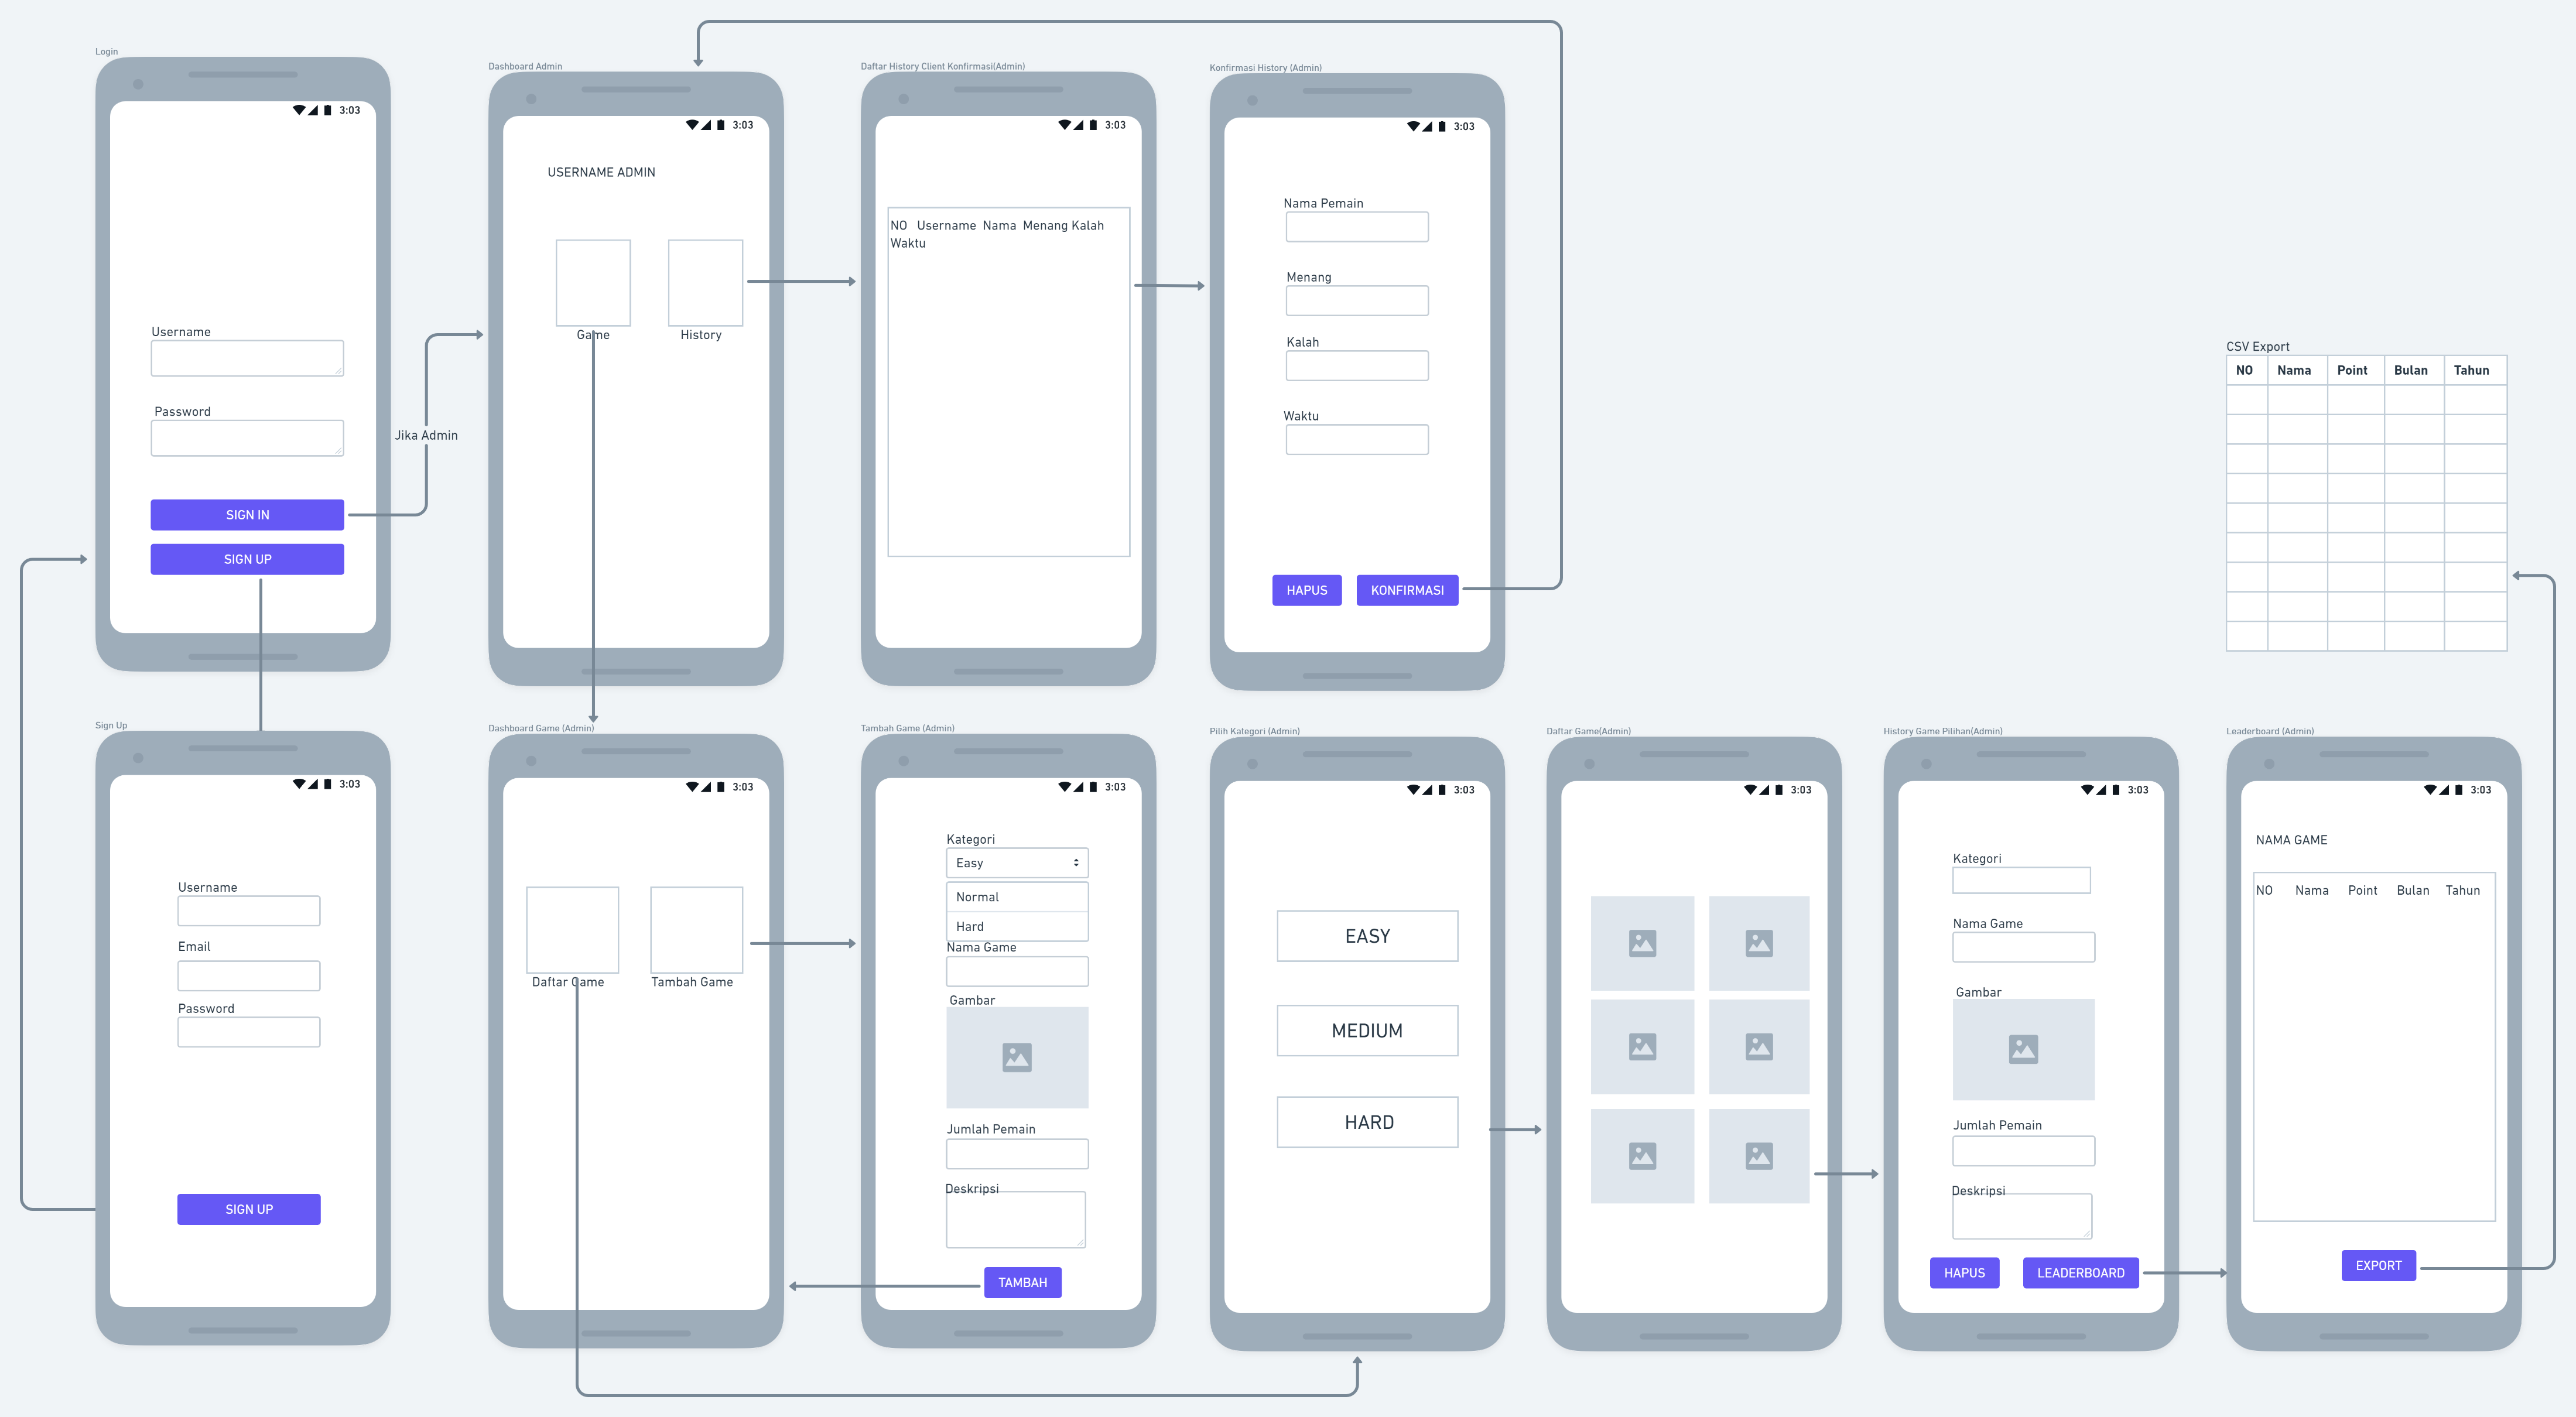 Login
3:03
Username
Password
SIGN IN
SIGN UP
Jika Admin
Dashboard Admin
3:03
USERNAME ADMIN
Game
History
Daftar History Client Konfirmasi(Admin)
3:03
NO Username Nama Menang Kalah
Waktu
Konfirmasi History (Admin)
3:03
Nama Pemain
Menang
Kalah
Waktu
HAPUS
KONFIRMASI
CSV Export
NO Nama Point Bulan Tahun
Sign Up
3:03
Username
Email
Password
SIGN UP
Dashboard Game (Admin)
3:03
Daftar Game
Tambah Game
Tambah Game (Admin)
3:03
Kategori
Easy
Normal
Hard
Nama Game
Gambar
Jumlah Pemain
Deskripsi
TAMBAH
Pilih Kategori (Admin)
3:03
EASY
MEDIUM
HARD
Daftar Game(Admin)
3:03
History Game Pilihan(Admin)
3:03
Kategori
Nama Game
Gambar
Jumlah Pemain
Deskripsi
HAPUS
LEADERBOARD
Leaderboard (Admin)
3:03
NAMA GAME
NO Nama Point Bulan Tahun
EXPORT